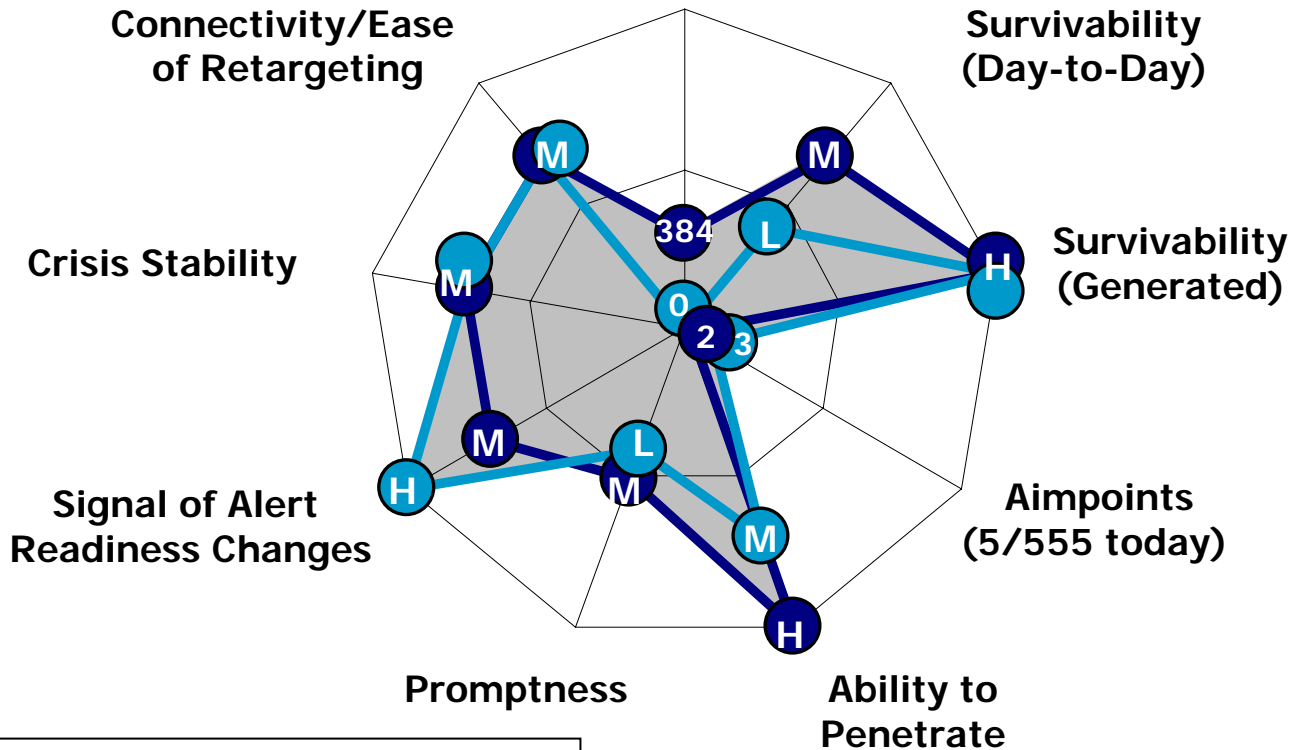 Connectivity/Ease
of Retargeting
Survivability
(Day-to-Day)
M
M
384
L
Survivability
(Generated)
H
Crisis Stability
M
0
2
3
Signal of Alert
Readiness Changes
M
H
L
M
Aimpoints
(5/555 today)
M
H
Promptness
Ability to
Penetrate